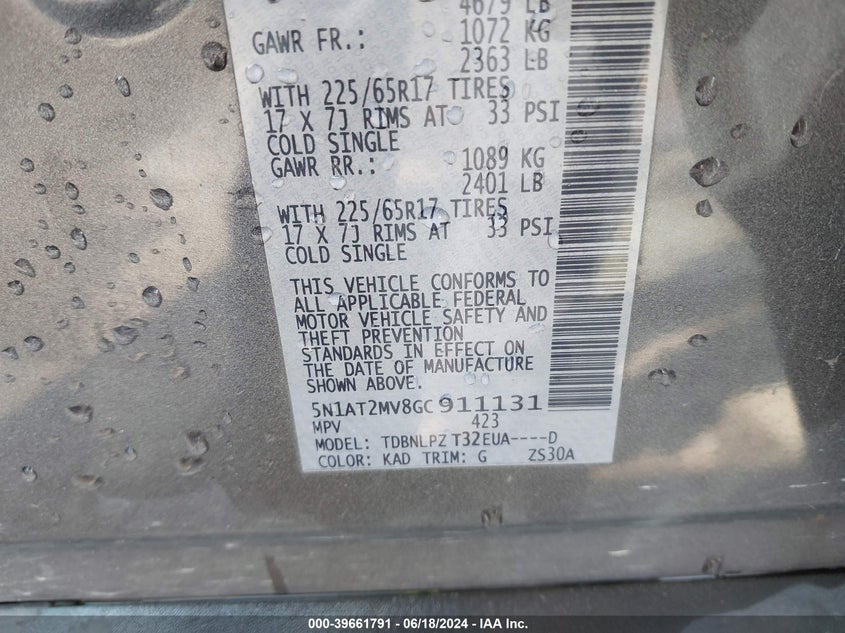 4679 LB
GAWR FR.: 1072 KG
2363 LB
WITH 225/65R17 TIRES
17 X 7J RIMS AT 33 PSI
COLD SINGLE
GAWR RR.: 1089 KG
2401 LB
WITH 225/65R17 TIRES
17 X 7J RIMS AT 33 PSI
COLD SINGLE
THIS VEHICLE CONFORMS TO
ALL APPLICABLE FEDERAL
MOTOR VEHICLE SAFETY AND
THEFT PREVENTION
STANDARDS IN EFFECT ON
THE DATE OF MANUFACTURE
SHOWN ABOVE.
5N1AT2MV8GC911131
MPV 423
MODEL: TDBNLPZ T32EUA----D
COLOR: KAD TRIM: G ZS30A
000-39661791 - 06/18/2024 - IAA Inc.